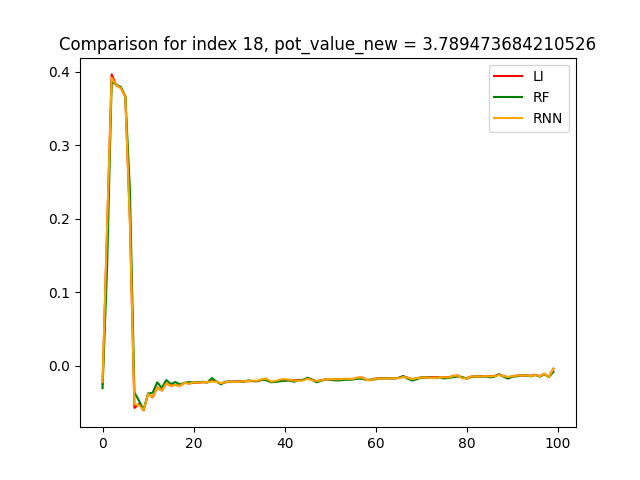 Comparison for index 18, pot_value_new = 3.789473684210526
LI
RF
RNN
0.4
0.3
0.2
0.1
0.0
0 20 40 60 80 100